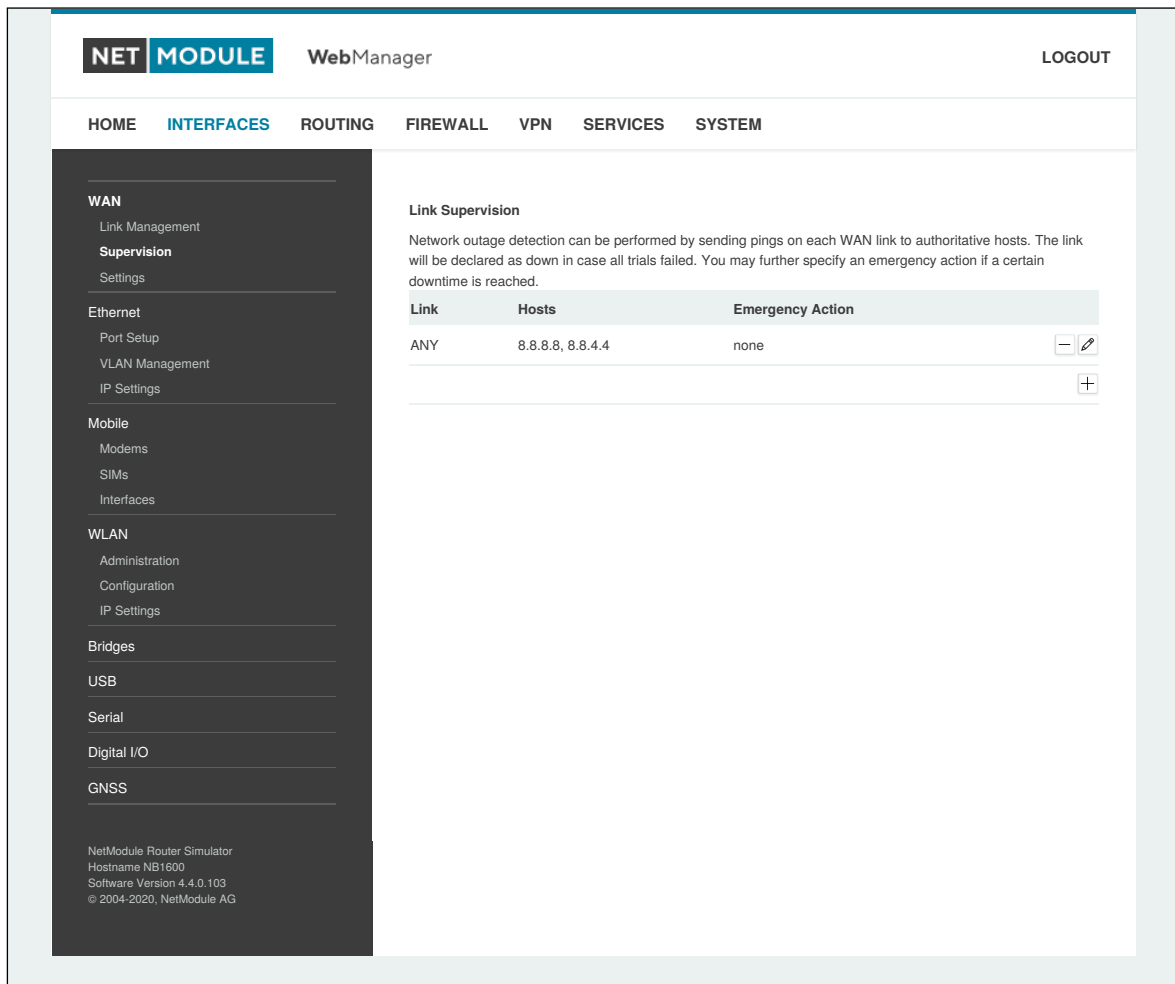 NET MODULE WebManager LOGOUT
HOME INTERFACES ROUTING FIREWALL VPN SERVICES SYSTEM
WAN
Link Management
Supervision
Settings
Ethernet
Port Setup
VLAN Management
IP Settings
Mobile
Modems
SIMs
Interfaces
WLAN
Administration
Configuration
IP Settings
Bridges
USB
Serial
Digital I/O
GNSS
NetModule Router Simulator
Hostname NB1600
Software Version 4.4.0.103
© 2004-2020, NetModule AG
Link Supervision
Network outage detection can be performed by sending pings on each WAN link to authoritative hosts. The link
will be declared as down in case all trials failed. You may further specify an emergency action if a certain
downtime is reached.
Link Hosts Emergency Action
ANY 8.8.8.8, 8.8.4.4 none